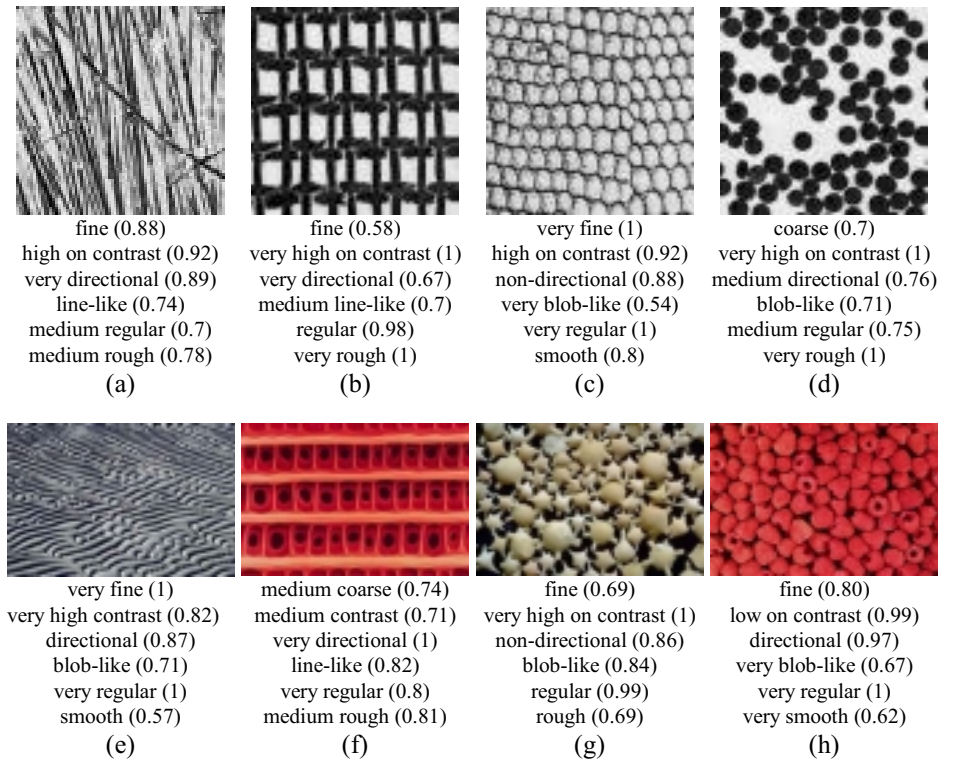 fine (0.88)
high on contrast (0.92)
very directional (0.89)
line-like (0.74)
medium regular (0.7)
medium rough (0.78)
(a)
fine (0.58)
very high on contrast (1)
very directional (0.67)
medium line-like (0.7)
regular (0.98)
very rough (1)
(b)
very fine (1)
high on contrast (0.92)
non-directional (0.88)
very blob-like (0.54)
very regular (1)
smooth (0.8)
(c)
coarse (0.7)
very high on contrast (1)
medium directional (0.76)
blob-like (0.71)
medium regular (0.75)
very rough (1)
(d)
very fine (1)
very high contrast (0.82)
directional (0.87)
blob-like (0.71)
very regular (1)
smooth (0.57)
(e)
medium coarse (0.74)
medium contrast (0.71)
very directional (1)
line-like (0.82)
very regular (0.8)
medium rough (0.81)
(f)
fine (0.69)
very high on contrast (1)
non-directional (0.86)
blob-like (0.84)
regular (0.99)
rough (0.69)
(g)
fine (0.80)
low on contrast (0.99)
directional (0.97)
very blob-like (0.67)
very regular (1)
very smooth (0.62)
(h)